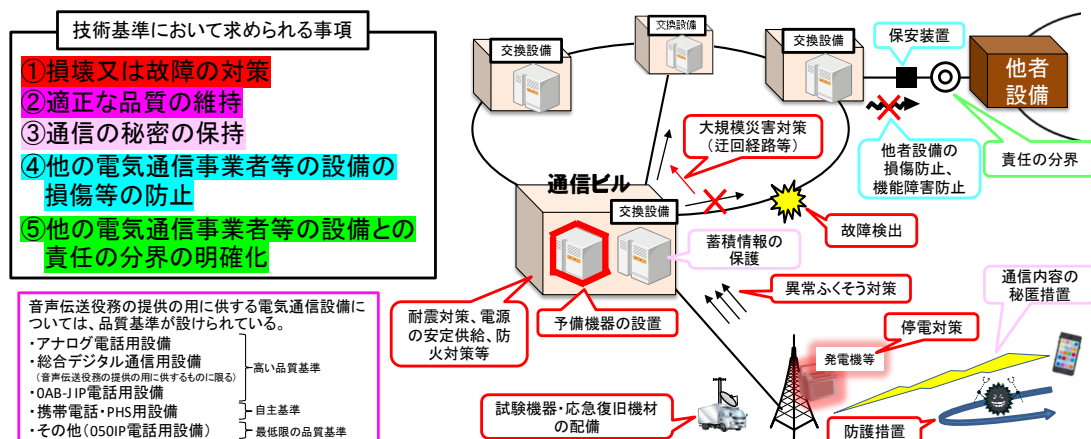 技術基準において求められる事項
①損壊又は故障の対策
②適正な品質の維持
③通信の秘密の保持
④他の電気通信事業者等の設備の
損傷等の防止
⑤他の電気通信事業者等の設備との
責任の分界の明確化
音声伝送役務の提供の用に供する電気通信設備に
ついては、品質基準が設けられている。
・アナログ電話用設備
・総合デジタル通信用設備
(音声伝送役務の提供の用に供するものに限る)
・0AB-J IP電話用設備
・携帯電話・PHS用設備
・その他(050IP電話用設備)
高い品質基準
自主基準
最低限の品質基準
交換設備
交換設備
交換設備
保安装置
他者
設備
大規模災害対策
(迂回経路等)
他者設備の
損傷防止、
機能障害防止
責任の分界
通信ビル
交換設備
故障検出
蓄積情報の
保護
耐震対策、電源
の安定供給、防
火対策等
予備機器の設置
異常ふくそう対策
通信内容の
秘匿措置
停電対策
発電機等
試験機器・応急復旧機材
の配備
防護措置